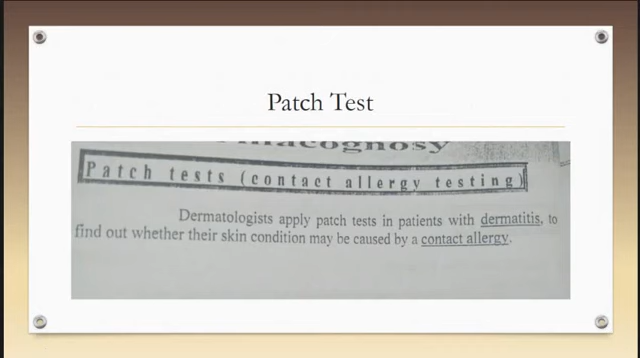 Patch Test
Patch tests (contact allergy testing)
Dermatologists apply patch tests in patients with dermatitis, to
find out whether their skin condition may be caused by a contact allergy.